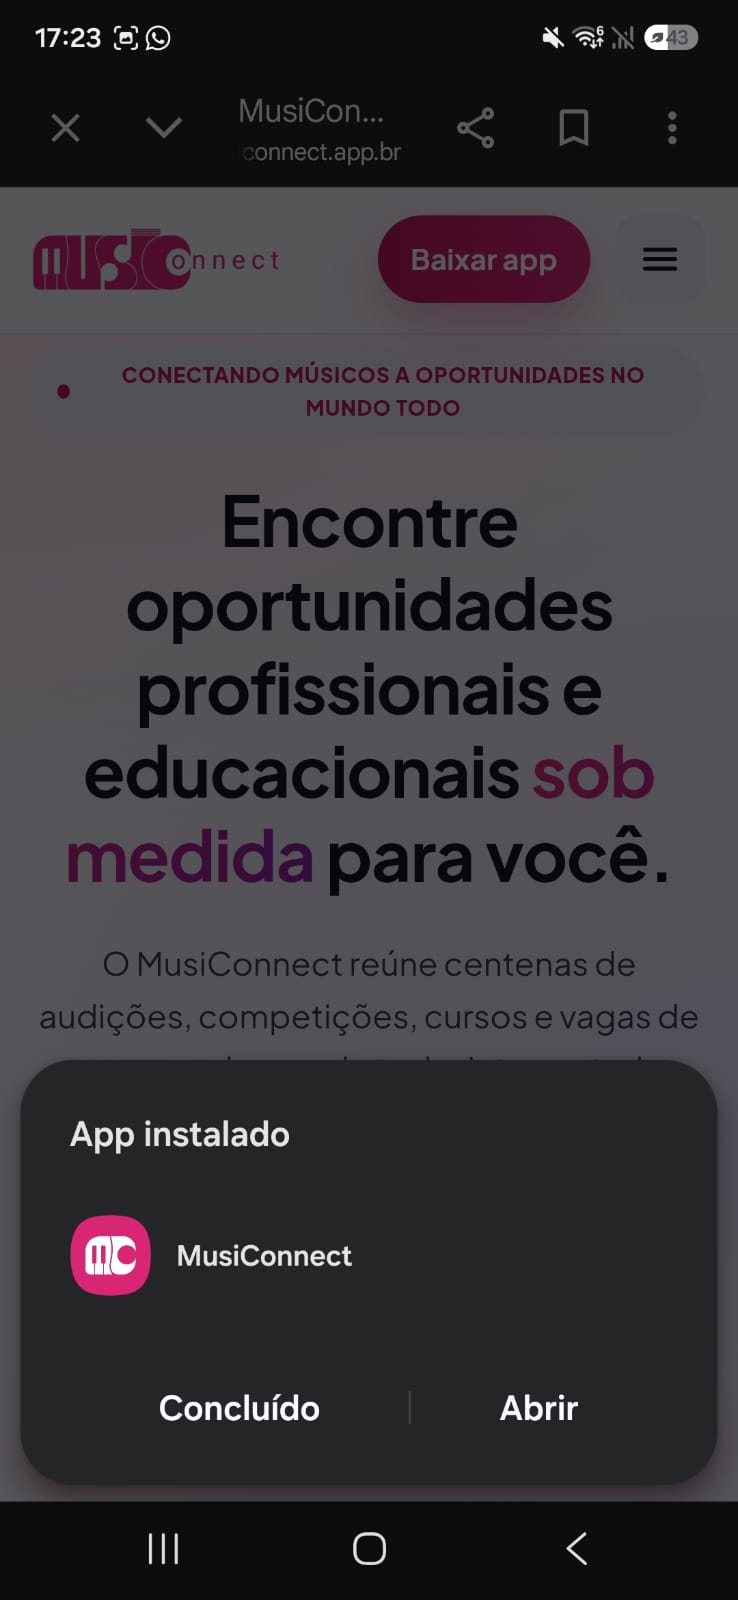 17:23
43
MusiCon...
connect.app.br
musiConnect
Baixar app
CONECTANDO MÚSICOS A OPORTUNIDADES NO
MUNDO TODO
Encontre
oportunidades
profissionais e
educacionais sob
medida para você.
O MusiConnect reúne centenas de
audições, competições, cursos e vagas de
App instalado
MusiConnect
Concluído
Abrir